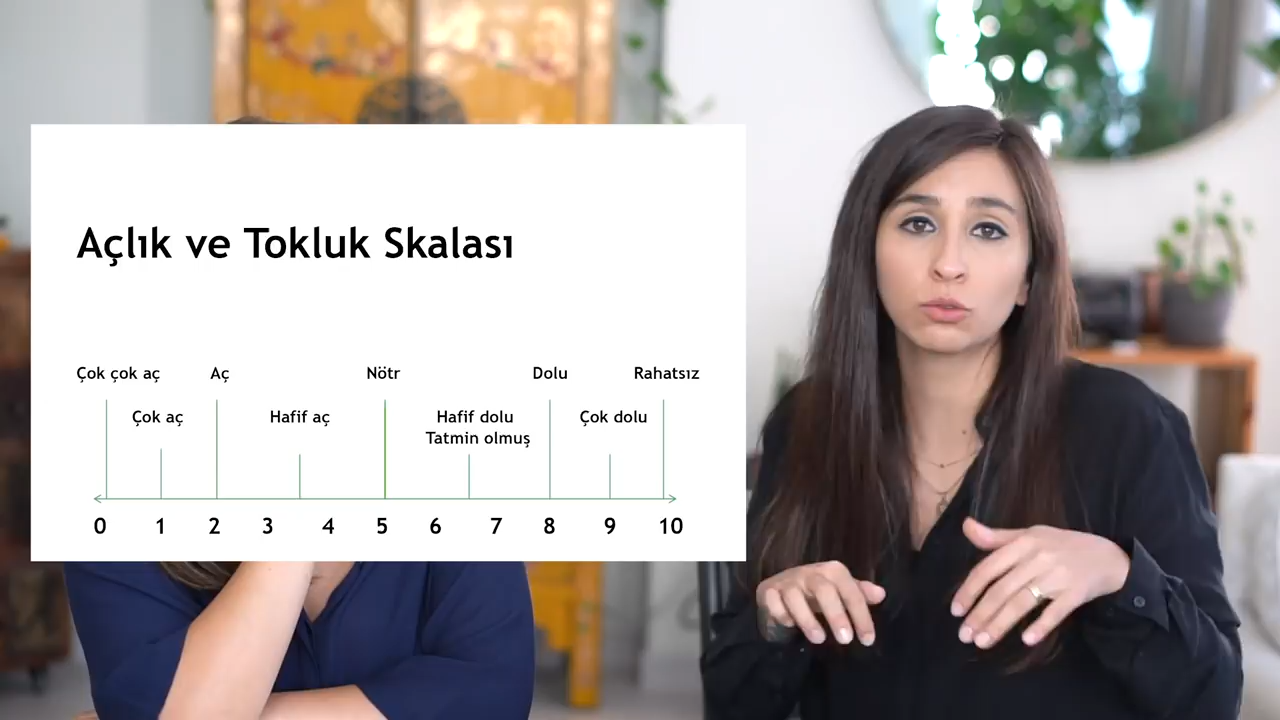 Açlık ve Tokluk Skalası
Çok çok aç Aç Nötr Dolu Rahatsız
Çok aç Hafif aç Hafif dolu Çok dolu
Tatmin olmuş
0 1 2 3 4 5 6 7 8 9 10